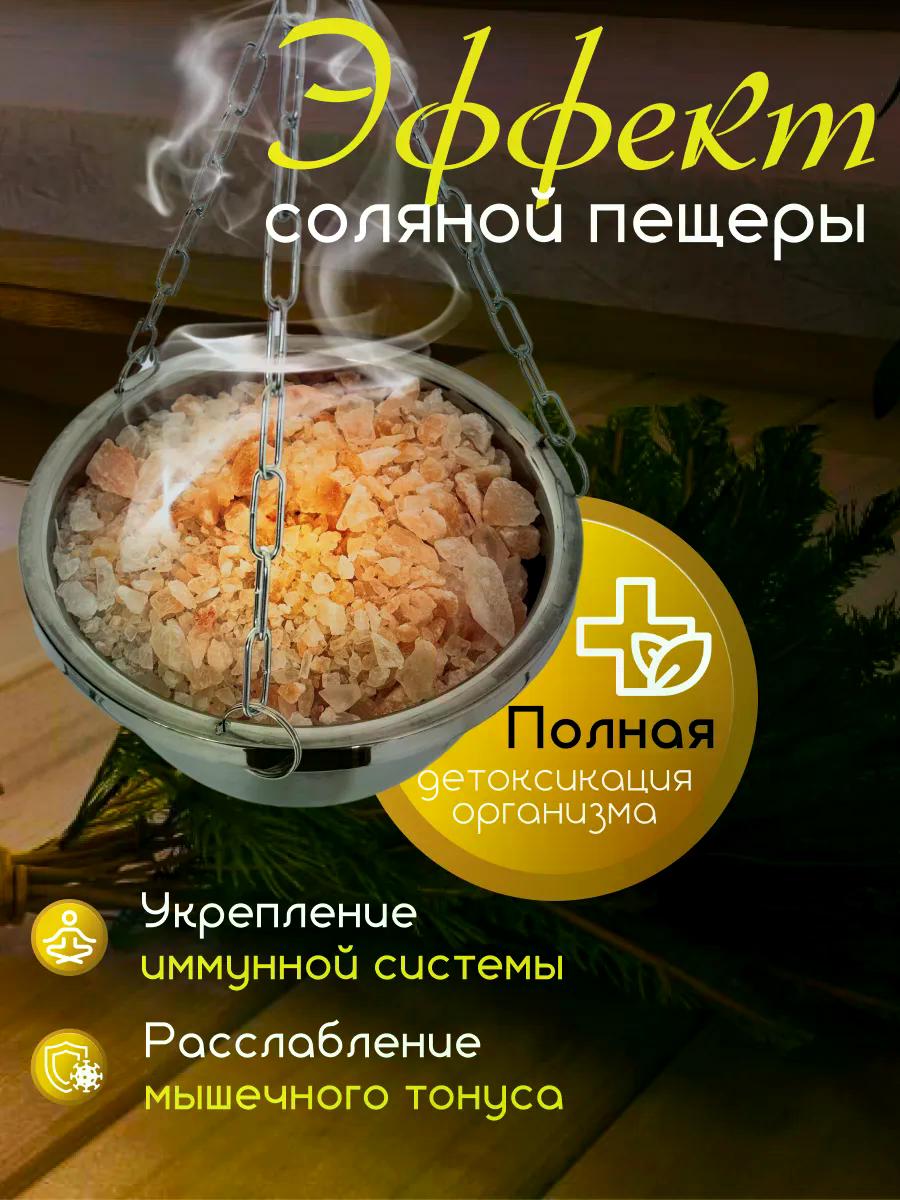 Эффект
соляной пещеры
Полная
детоксикация
организма
Укрепление
иммунной системы
Расслабление
мышечного тонуса